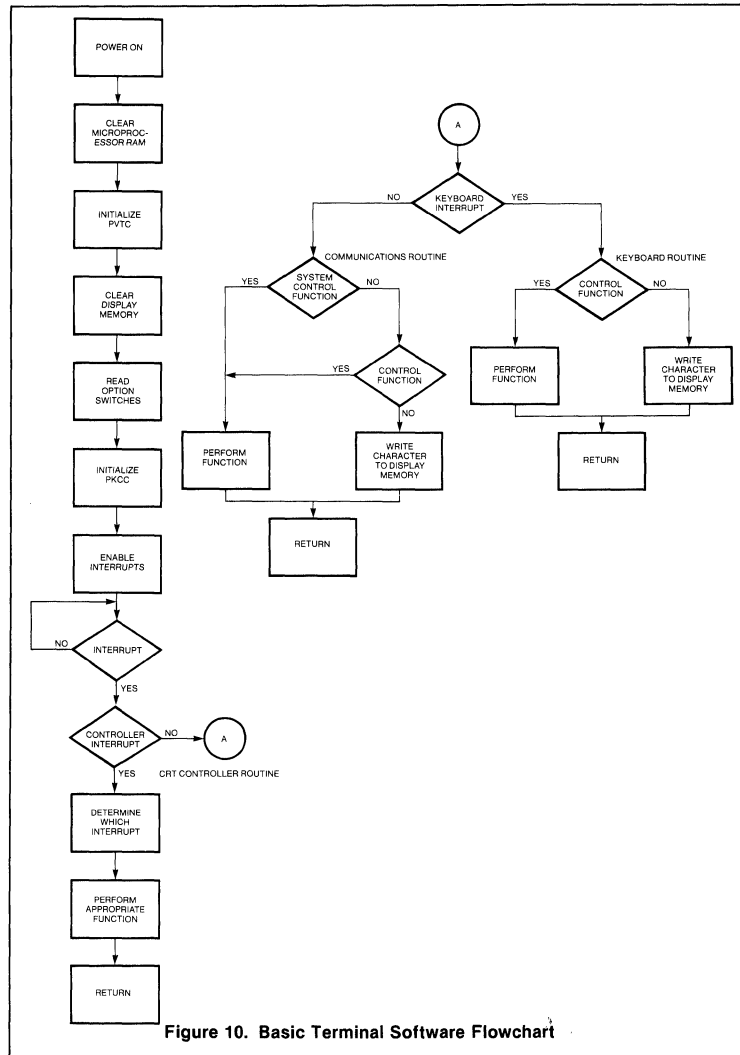 POWER ON
CLEAR
MICROPROC-
ESSOR RAM
INITIALIZE
PVTC
CLEAR
DISPLAY
MEMORY
READ
OPTION
SWITCHES
INITIALIZE
PKCC
ENABLE
INTERRUPTS
INTERRUPT
NO
YES
CONTROLLER
INTERRUPT
NO
A
YES
CRT CONTROLLER ROUTINE
DETERMINE
WHICH
INTERRUPT
PERFORM
APPROPRIATE
FUNCTION
RETURN
A
KEYBOARD
INTERRUPT
NO
YES
COMMUNICATIONS ROUTINE
SYSTEM
CONTROL
FUNCTION
YES
NO
CONTROL
FUNCTION
YES
NO
PERFORM
FUNCTION
WRITE
CHARACTER
TO DISPLAY
MEMORY
RETURN
KEYBOARD ROUTINE
CONTROL
FUNCTION
YES
NO
PERFORM
FUNCTION
WRITE
CHARACTER
TO DISPLAY
MEMORY
RETURN
Figure 10. Basic Terminal Software Flowchart